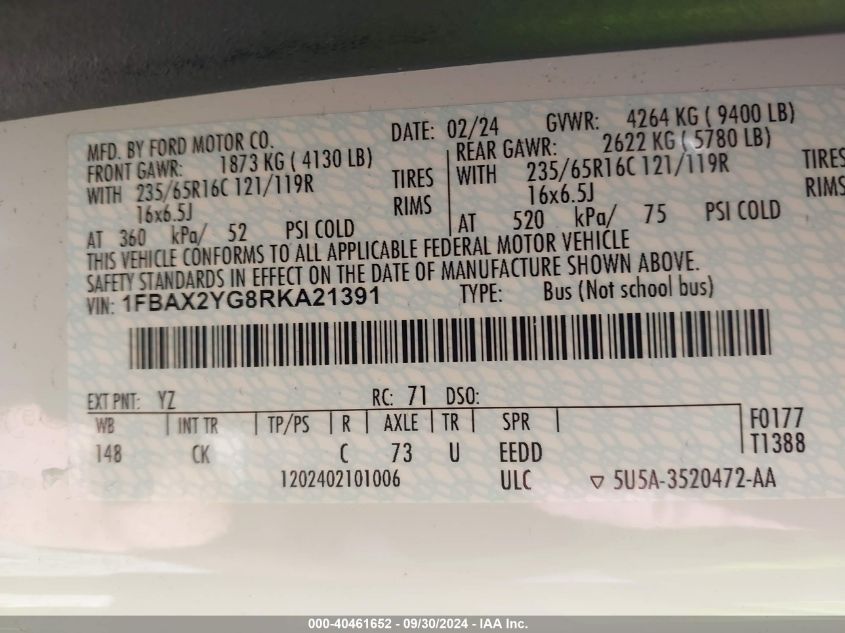 MFD. BY FORD MOTOR CO. DATE: 02/24 GVWR: 4264 KG ( 9400 LB)
FRONT GAWR: 1873 KG ( 4130 LB) REAR GAWR: 2622 KG ( 5780 LB)
WITH 235/65R16C 121/119R TIRES WITH 235/65R16C 121/119R TIRES
16x6.5J RIMS 16x6.5J RIMS
AT 360 kPa/ 52 PSI COLD AT 520 kPa/ 75 PSI COLD
THIS VEHICLE CONFORMS TO ALL APPLICABLE FEDERAL MOTOR VEHICLE
SAFETY STANDARDS IN EFFECT ON THE DATE OF MANUFACTURE SHOWN ABOVE.
VIN: 1FBAX2YG8RKA21391 TYPE: Bus (Not school bus)
EXT PNT: YZ RC: 71 DSO:
WB INT TR TP/PS R AXLE TR SPR F0177
148 CK C 73 U EEDD T1388
1202402101006 ULC ▽ 5U5A-3520472-AA
000-40461652 - 09/30/2024 - IAA Inc.